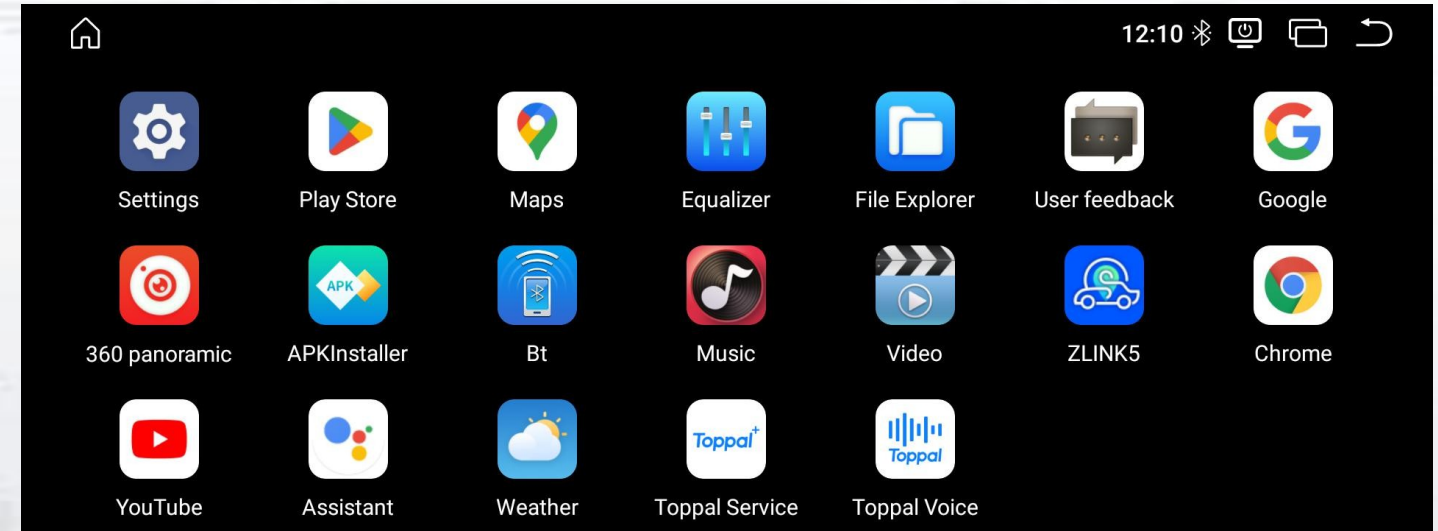 12:10
Settings Play Store Maps Equalizer File Explorer User feedback Google
APK
360 panoramic APKInstaller Bt Music Video ZLINK5 Chrome
Toppal+ Toppal
YouTube Assistant Weather Toppal Service Toppal Voice